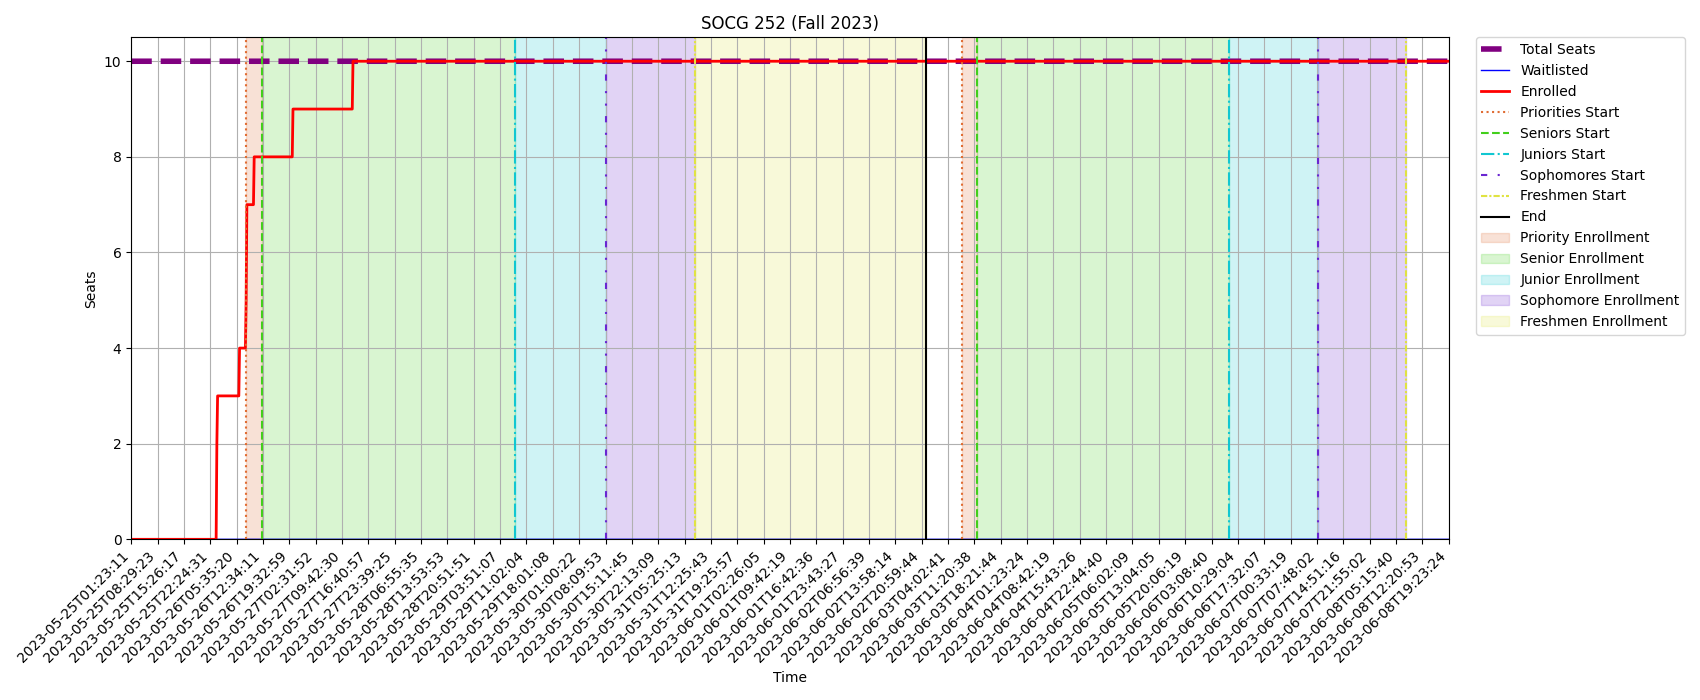 SOCG 252 (Fall 2023)
10
8
6
4
2
0
Seats
2023-05-25T01:23:11
2023-05-25T08:29:23
2023-05-25T15:26:17
2023-05-25T22:24:31
2023-05-26T05:35:20
2023-05-26T12:34:11
2023-05-26T19:32:59
2023-05-27T02:31:52
2023-05-27T09:42:30
2023-05-27T16:40:57
2023-05-27T23:39:25
2023-05-28T06:55:35
2023-05-28T13:53:53
2023-05-28T20:51:51
2023-05-29T03:51:07
2023-05-29T11:02:04
2023-05-29T18:01:08
2023-05-30T01:00:22
2023-05-30T08:09:53
2023-05-30T15:11:45
2023-05-30T22:13:09
2023-05-31T05:25:13
2023-05-31T12:25:43
2023-05-31T19:25:57
2023-06-01T02:26:05
2023-06-01T09:42:19
2023-06-01T16:42:36
2023-06-01T23:43:27
2023-06-02T06:56:39
2023-06-02T13:58:14
2023-06-02T20:59:44
2023-06-03T04:02:41
2023-06-03T11:20:38
2023-06-03T18:21:44
2023-06-04T01:23:24
2023-06-04T08:42:19
2023-06-04T15:43:26
2023-06-04T22:44:40
2023-06-05T06:02:09
2023-06-05T13:04:05
2023-06-05T20:06:19
2023-06-06T03:08:40
2023-06-06T10:29:04
2023-06-06T17:32:07
2023-06-07T00:33:19
2023-06-07T07:48:02
2023-06-07T14:51:16
2023-06-07T21:55:02
2023-06-08T05:15:40
2023-06-08T12:20:53
2023-06-08T19:23:24
Time
Total Seats
Waitlisted
Enrolled
Priorities Start
Seniors Start
Juniors Start
Sophomores Start
Freshmen Start
End
Priority Enrollment
Senior Enrollment
Junior Enrollment
Sophomore Enrollment
Freshmen Enrollment